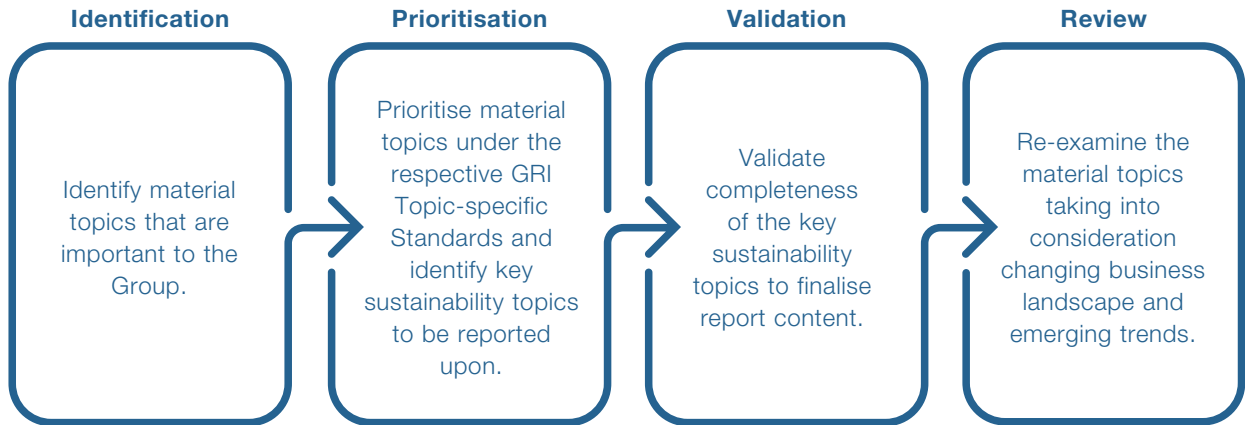 Identification
Identify material
topics that are
important to the
Group.
Prioritisation
Prioritise material
topics under the
respective GRI
Topic-specific
Standards and
identify key
sustainability topics
to be reported
upon.
Validation
Validate
completeness
of the key
sustainability
topics to finalise
report content.
Review
Re-examine the
material topics
taking into
consideration
changing business
landscape and
emerging trends.